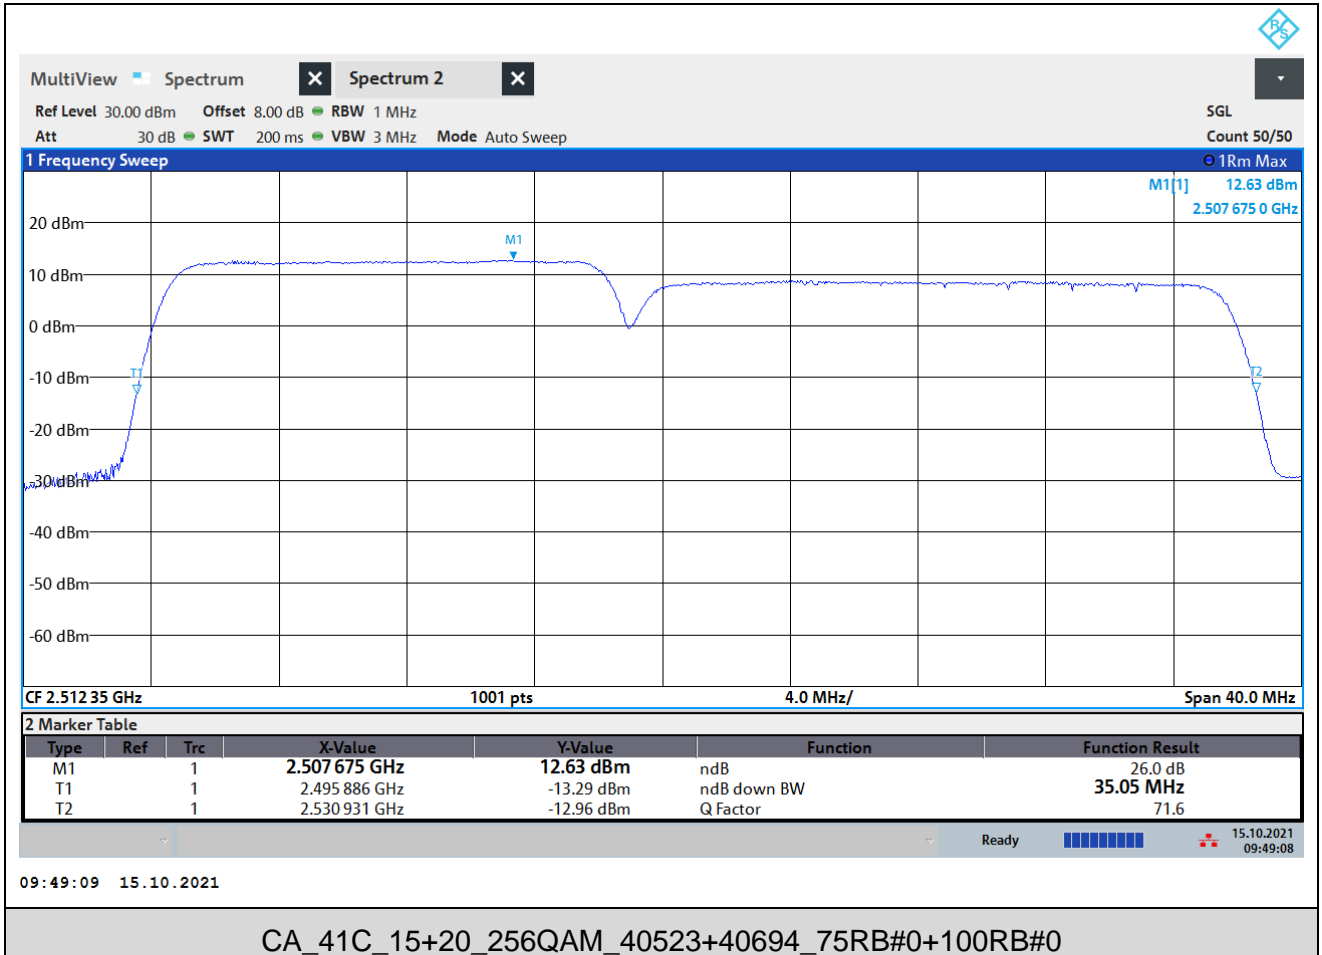 R S
MultiView Spectrum X Spectrum 2 X
Ref Level 30.00 dBm Offset 8.00 dB RBW 1 MHz SGL
Att 30 dB SWT 200 ms VBW 3 MHz Mode Auto Sweep Count 50/50
1 Frequency Sweep 1Rm Max
M1[1] 12.63 dBm
2.507 675 0 GHz
20 dBm
M1
10 dBm
0 dBm
T1 T2
-10 dBm
-20 dBm
-30 dBm
-40 dBm
-50 dBm
-60 dBm
CF 2.512 35 GHz 1001 pts 4.0 MHz/ Span 40.0 MHz
2 Marker Table
Type Ref Trc X-Value Y-Value Function Function Result
M1 1 2.507 675 GHz 12.63 dBm ndB 26.0 dB
T1 1 2.495 886 GHz -13.29 dBm ndB down BW 35.05 MHz
T2 1 2.530 931 GHz -12.96 dBm Q Factor 71.6
Ready 15.10.2021
09:49:08
09:49:09 15.10.2021
CA_41C_15+20_256QAM_40523+40694_75RB#0+100RB#0